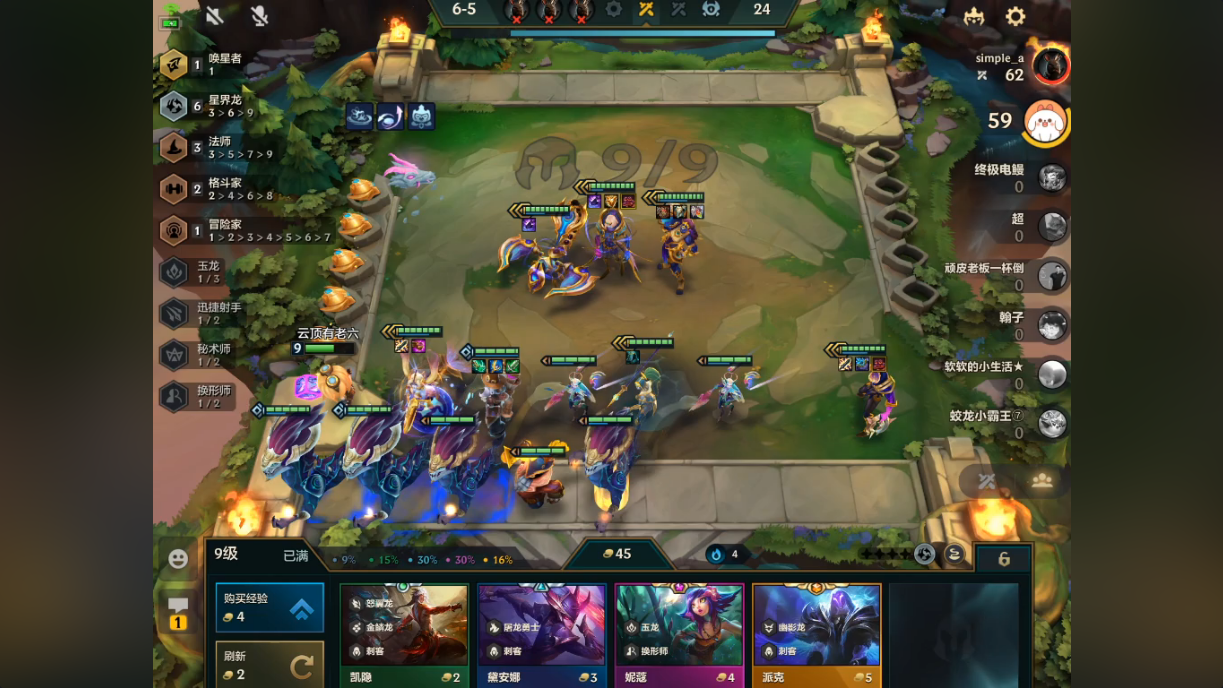 6-5
24
唤星者
1
1
星界龙
6
3 > 6 > 9
法师
3
3 > 5 > 7 > 9
格斗家
2
2 > 4 > 6 > 8
冒险家
1
1 > 2 > 3 > 4 > 5 > 6 > 7
玉龙
1 / 3
迅捷射手
1 / 2
秘术师
1 / 2
换形师
1 / 2
9/9
云顶有老六
9
simple_a
62
59
终极电鳗
0
超
0
顽皮老板一杯倒
0
翰子
0
软软的小生活★
0
蛟龙小霸王⑦
0
9级
已满
9%
15%
30%
30%
16%
45
4
6
1
购买经验
4
刷新
2
怒翼龙
金鳞龙
刺客
凯隐
2
屠龙勇士
刺客
黛安娜
3
玉龙
换形师
妮蔻
4
幽影龙
刺客
派克
5